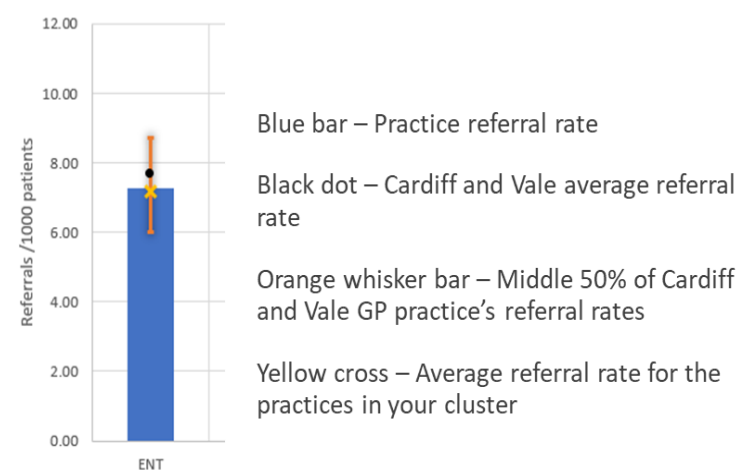 12.00
10.00
8.00
6.00
4.00
2.00
0.00
Referrals /1000 patients
ENT
Blue bar – Practice referral rate
Black dot – Cardiff and Vale average referral
rate
Orange whisker bar – Middle 50% of Cardiff
and Vale GP practice's referral rates
Yellow cross – Average referral rate for the
practices in your cluster